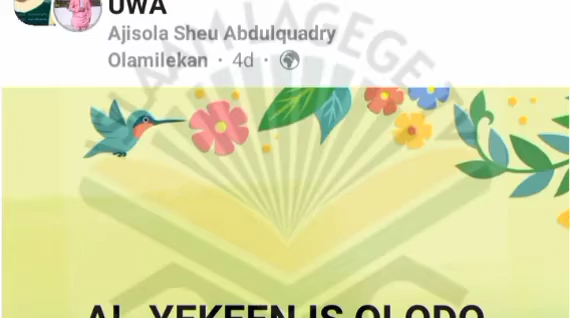 UWA
Ajisola Sheu Abdulquadry
Olamilekan · 4d ·
AL-YEKEEN IS OLODO